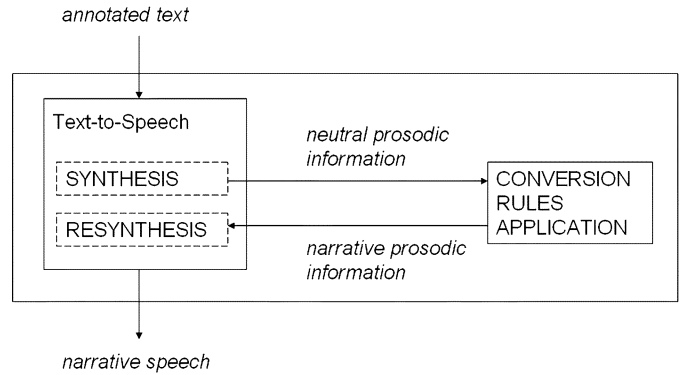 annotated text
Text-to-Speech
SYNTHESIS
RESYNTHESIS
neutral prosodic
information
CONVERSION
RULES
APPLICATION
narrative prosodic
information
narrative speech